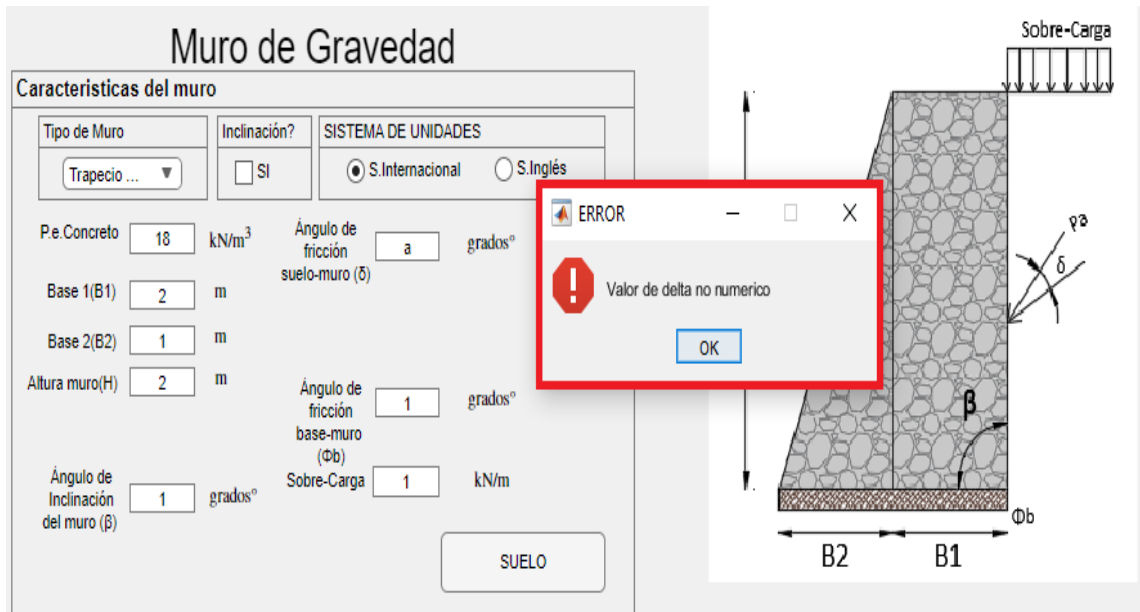 Muro de Gravedad
Caracteristicas del muro
Tipo de Muro
Trapecio ...
Inclinación?
SI
SISTEMA DE UNIDADES
S.Internacional
S.Inglés
P.e.Concreto
18
kN/m³
Base 1(B1)
2
m
Base 2(B2)
1
m
Altura muro(H)
2
m
Ángulo de
Inclinación
del muro (β)
1
grados°
Ángulo de
fricción
suelo-muro (δ)
a
grados°
Ángulo de
fricción
base-muro
(Φb)
1
grados°
Sobre-Carga
1
kN/m
SUELO
ERROR
Valor de delta no numerico
OK
Sobre-Carga
Pa
δ
β
Φb
B2
B1